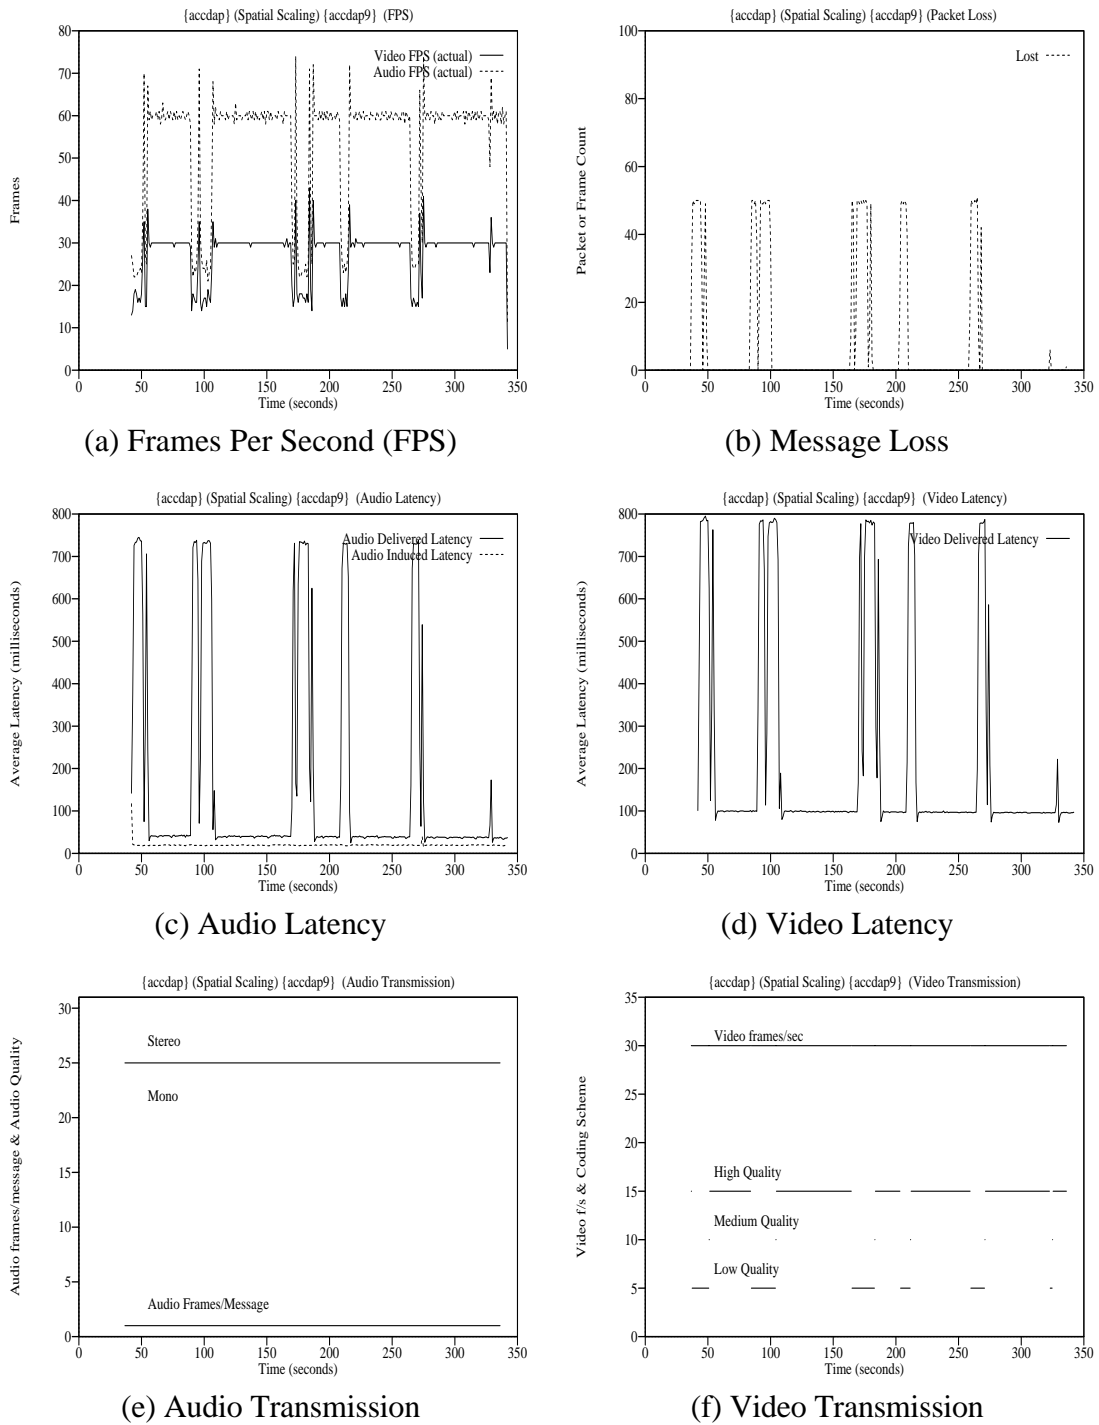 {accdap} (Spatial Scaling) {accdap9} (FPS)
80
70
60
50
40
30
20
10
0
Frames
Video FPS (actual)
Audio FPS (actual)
0 50 100 150 200 250 300 350
Time (seconds)
(a) Frames Per Second (FPS)
{accdap} (Spatial Scaling) {accdap9} (Packet Loss)
100
80
60
40
20
0
Packet or Frame Count
Lost
0 50 100 150 200 250 300 350
Time (seconds)
(b) Message Loss
{accdap} (Spatial Scaling) {accdap9} (Audio Latency)
800
700
600
500
400
300
200
100
0
Average Latency (milliseconds)
Audio Delivered Latency
Audio Induced Latency
0 50 100 150 200 250 300 350
Time (seconds)
(c) Audio Latency
{accdap} (Spatial Scaling) {accdap9} (Video Latency)
800
700
600
500
400
300
200
100
0
Average Latency (milliseconds)
Video Delivered Latency
0 50 100 150 200 250 300 350
Time (seconds)
(d) Video Latency
{accdap} (Spatial Scaling) {accdap9} (Audio Transmission)
30
25
20
15
10
5
0
Audio frames/message & Audio Quality
Stereo
Mono
Audio Frames/Message
0 50 100 150 200 250 300 350
Time (seconds)
(e) Audio Transmission
{accdap} (Spatial Scaling) {accdap9} (Video Transmission)
35
30
25
20
15
10
5
0
Video f/s & Coding Scheme
Video frames/sec
High Quality
Medium Quality
Low Quality
0 50 100 150 200 250 300 350
Time (seconds)
(f) Video Transmission